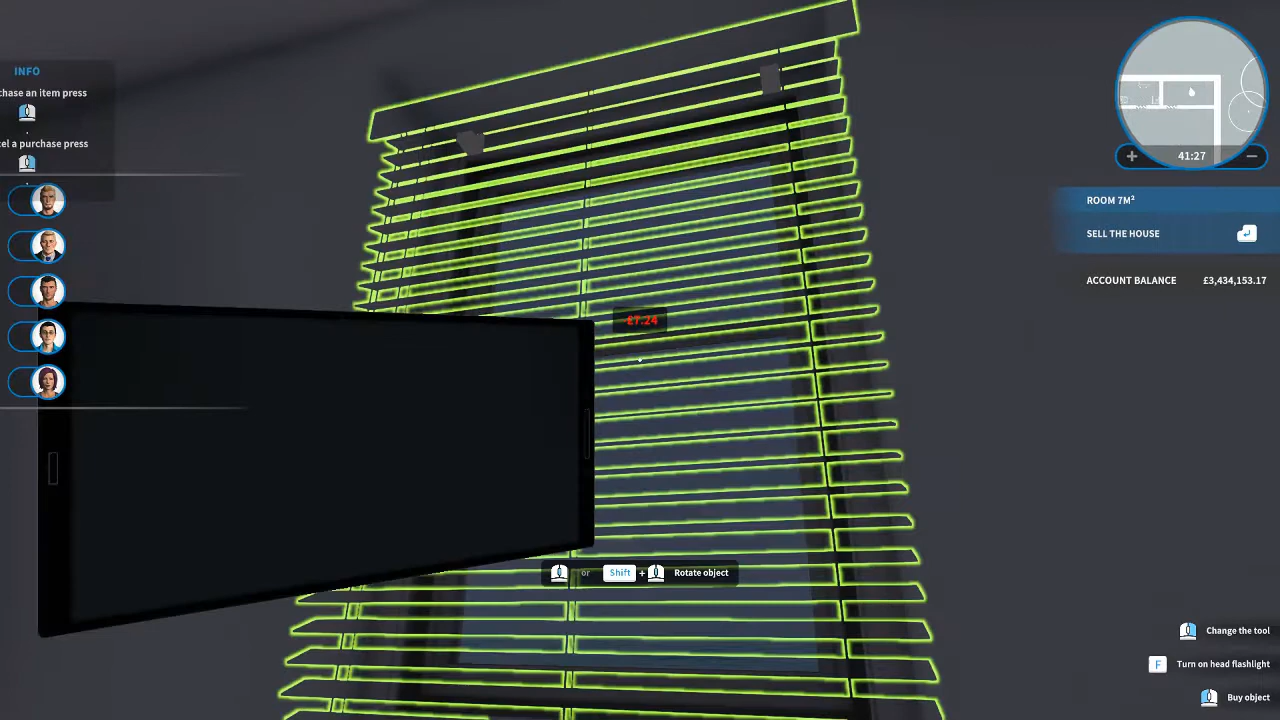 INFO
chase an item press
cel a purchase press
-£7.24
or Shift + Rotate object
+ 41:27 −
ROOM 7M²
SELL THE HOUSE
ACCOUNT BALANCE £3,434,153.17
Change the tool
F Turn on head flashlight
Buy object